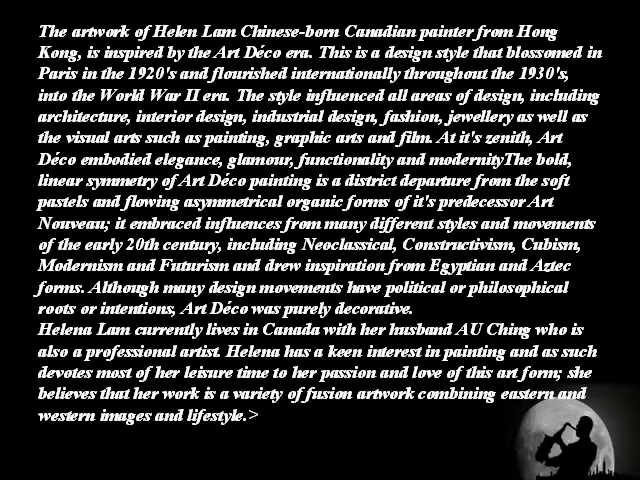 The artwork of Helen Lam Chinese-born Canadian painter from Hong
Kong, is inspired by the Art Déco era. This is a design style that blossomed in
Paris in the 1920's and flourished internationally throughout the 1930's,
into the World War II era. The style influenced all areas of design, including
architecture, interior design, industrial design, fashion, jewellery as well as
the visual arts such as painting, graphic arts and film. At it's zenith, Art
Déco embodied elegance, glamour, functionality and modernityThe bold,
linear symmetry of Art Déco painting is a district departure from the soft
pastels and flowing asymmetrical organic forms of it's predecessor Art
Nouveau; it embraced influences from many different styles and movements
of the early 20th century, including Neoclassical, Constructivism, Cubism,
Modernism and Futurism and drew inspiration from Egyptian and Aztec
forms. Although many design movements have political or philosophical
roots or intentions, Art Déco was purely decorative.
Helena Lam currently lives in Canada with her husband AU Ching who is
also a professional artist. Helena has a keen interest in painting and as such
devotes most of her leisure time to her passion and love of this art form; she
believes that her work is a variety of fusion artwork combining eastern and
western images and lifestyle.>